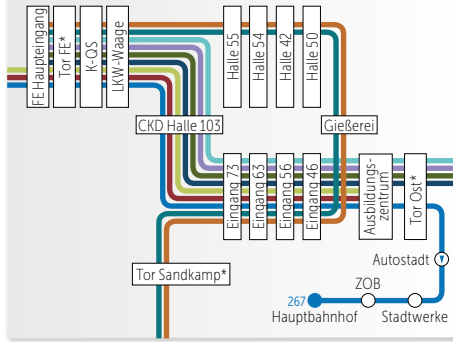 FE Haupteingang
Tor FE*
K-QS
LKW-Waage
Halle 55
Halle 54
Halle 42
Halle 50
CKD Halle 103
Gießerei
Eingang 73
Eingang 63
Eingang 56
Eingang 46
Ausbildungs-
zentrum
Tor Ost*
Tor Sandkamp*
Autostadt
ZOB
267
Hauptbahnhof
Stadtwerke